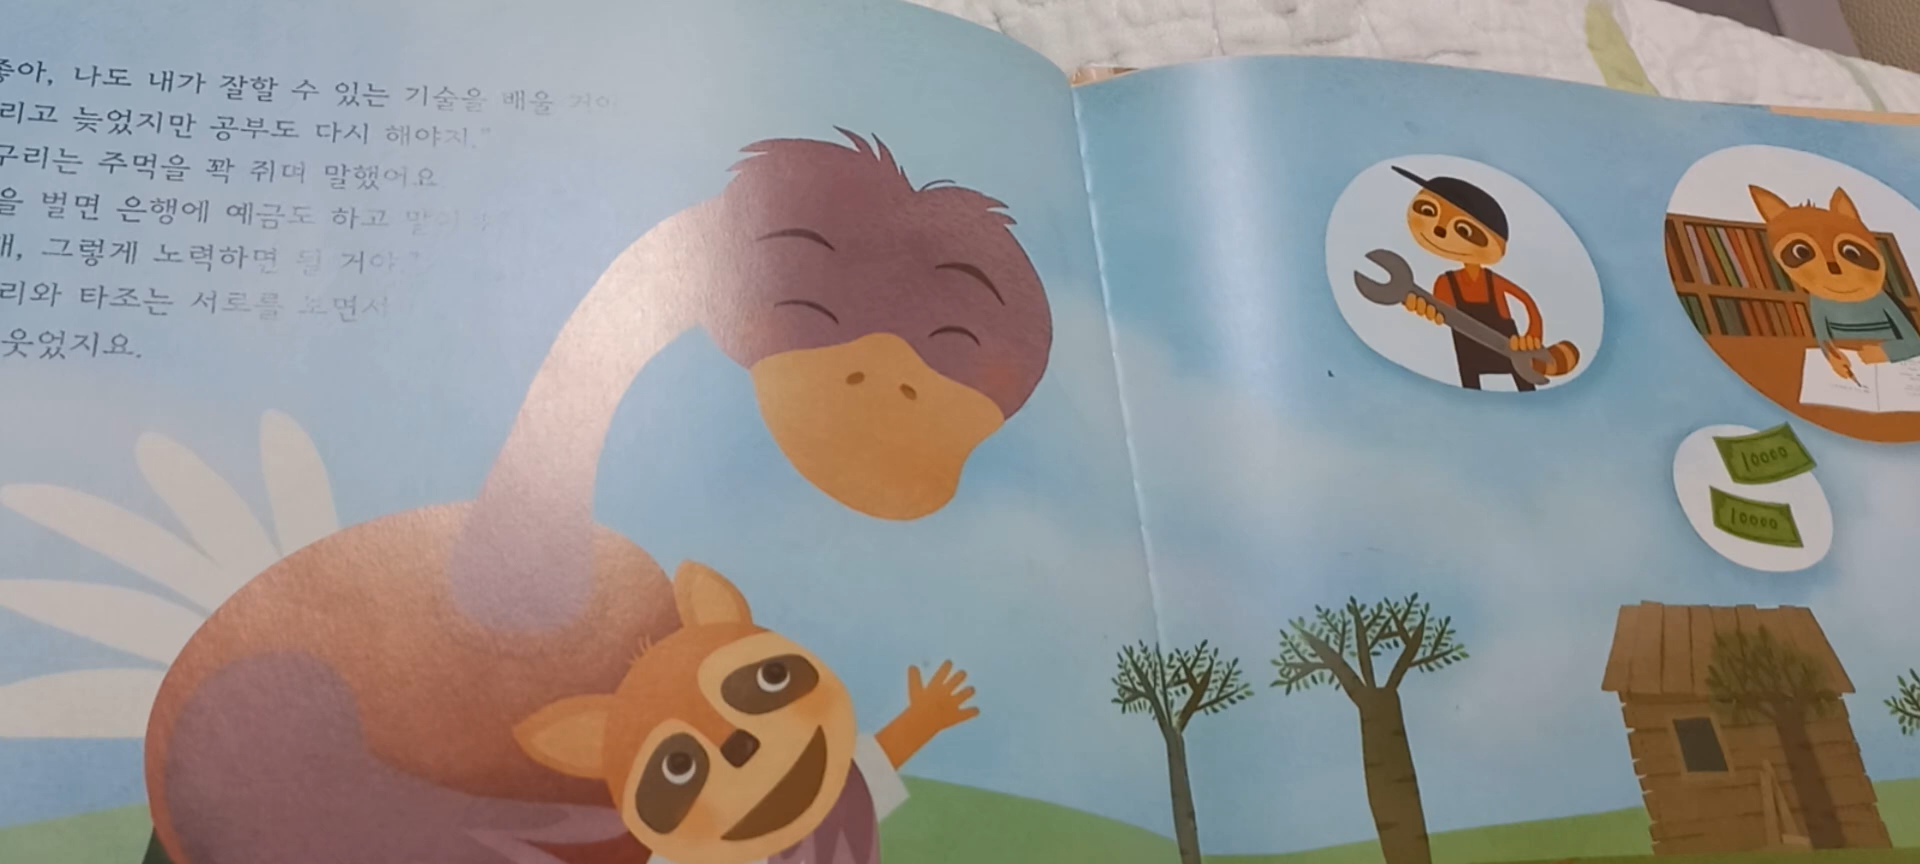 좋아, 나도 내가 잘할 수 있는 기술을 배울 거야
리고 늦었지만 공부도 다시 해야지."
구리는 주먹을 꽉 쥐며 말했어요
을 벌면 은행에 예금도 하고
래, 그렇게 노력하면 될 거야."
리와 타조는 서로를 보면서
웃었지요.
10000
10000